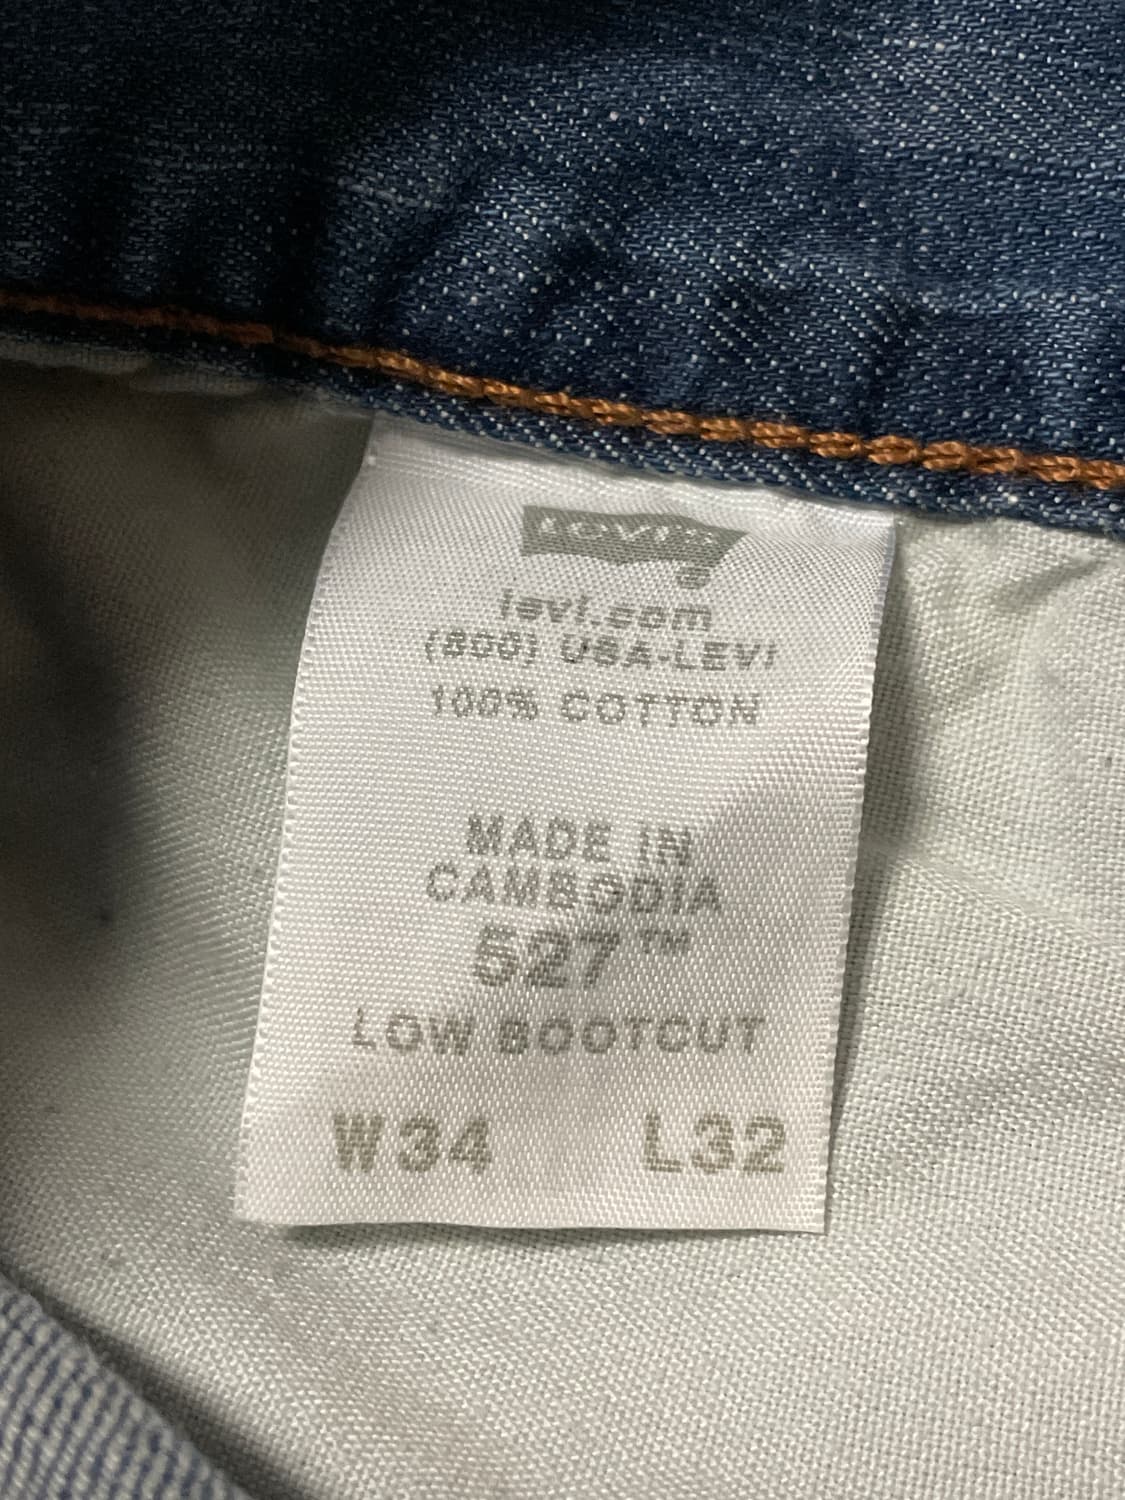 LEVI'S
levi.com
(800) USA-LEVI
100% COTTON
MADE IN
CAMBODIA
527™
LOW BOOTCUT
W34 L32